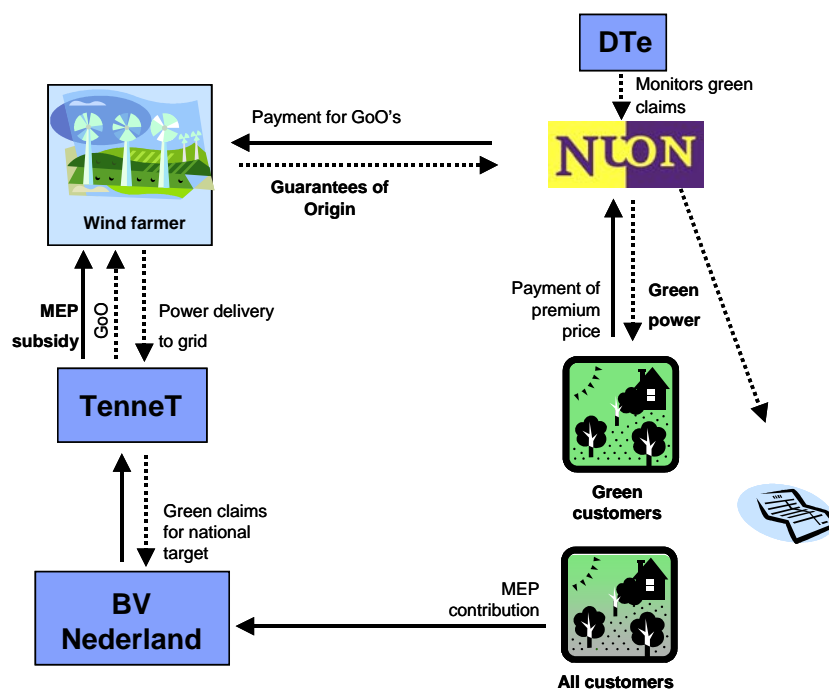 DTe
Monitors green
claims
Payment for GoO's
NUON
Guarantees of
Origin
Wind farmer
MEP
subsidy
GoO
Power delivery
to grid
Payment of
premium
price
Green
power
TenneT
Green claims
for national
target
Green
customers
BV
Nederland
MEP
contribution
All customers